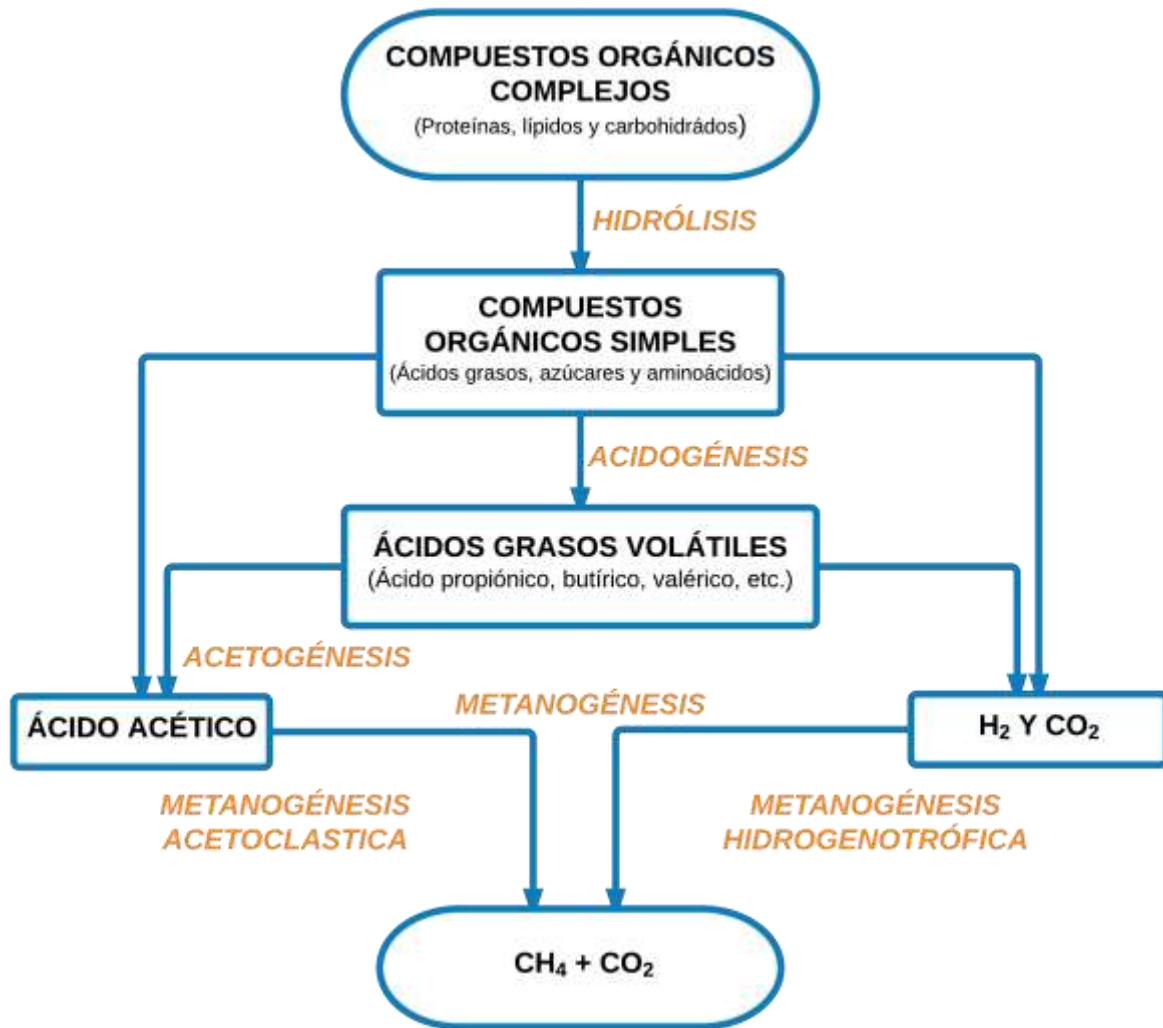 COMPUESTOS ORGÁNICOS
COMPLEJOS
(Proteínas, lípidos y carbohidrádos)
HIDRÓLISIS
COMPUESTOS
ORGÁNICOS SIMPLES
(Ácidos grasos, azúcares y aminoácidos)
ACIDOGÉNESIS
ÁCIDOS GRASOS VOLÁTILES
(Ácido propiónico, butírico, valérico, etc.)
ACETOGÉNESIS
METANOGÉNESIS
ÁCIDO ACÉTICO
H₂ Y CO₂
METANOGÉNESIS
ACETOCLASTICA
METANOGÉNESIS
HIDROGENOTRÓFICA
CH₄ + CO₂